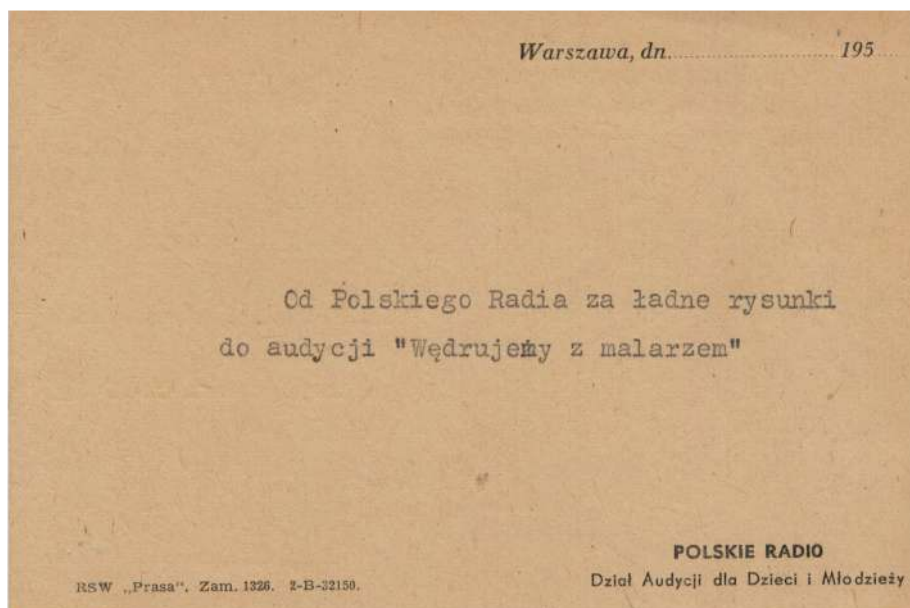 Warszawa, dn. 195
Od Polskiego Radia za ładne rysunki
do audycji "Wędrujemy z malarzem"
POLSKIE RADIO
RSW „Prasa”, Zam. 1326. 2-B-32150.
Dział Audycji dla Dzieci i Młodzieży